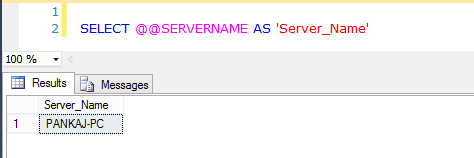 1
2 SELECT @@SERVERNAME AS 'Server_Name'
100 %
Results Messages
Server_Name
1 PANKAJ-PC